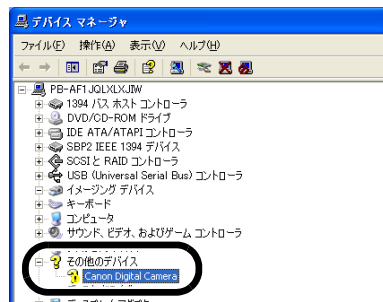 デバイス マネージャ
ファイル(F) 操作(A) 表示(V) ヘルプ(H)
PB-AF1JQLXLXJIW
1394 バス ホスト コントローラ
DVD/CD-ROM ドライブ
IDE ATA/ATAPI コントローラ
SBP2 IEEE 1394 デバイス
SCSI と RAID コントローラ
USB (Universal Serial Bus) コントローラ
イメージング デバイス
キーボード
コンピュータ
サウンド、ビデオ、およびゲーム コントローラ
その他のデバイス
Canon Digital Camera